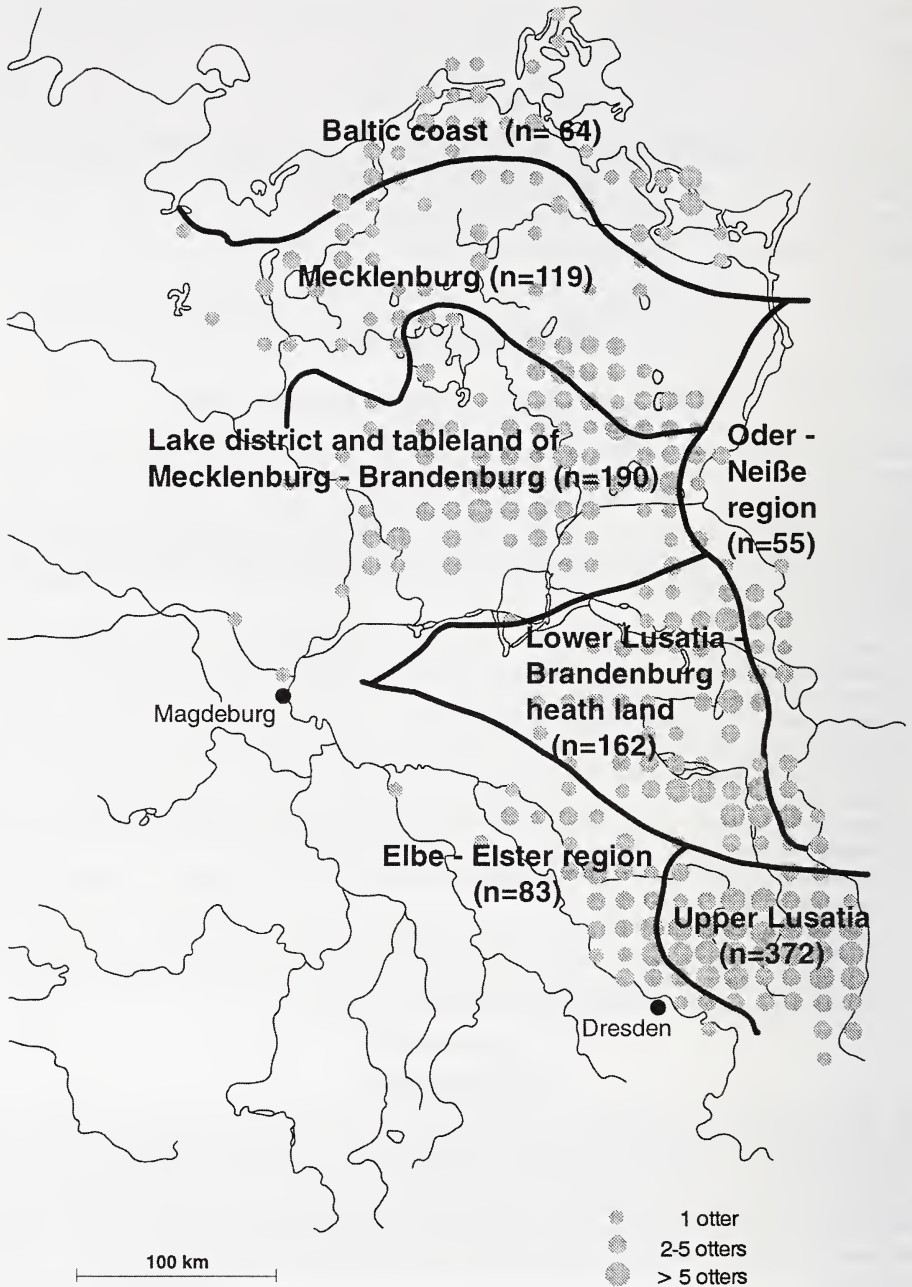 Baltic coast (n= 64)
Mecklenburg (n=119)
Lake district and tableland of
Mecklenburg - Brandenburg (n=190)
Oder -
Neiße
region
(n=55)
Lower Lusatia -
Brandenburg
heath land
(n=162)
Magdeburg
Elbe - Elster region
(n=83)
Upper Lusatia
(n=372)
Dresden
1 otter
2-5 otters
> 5 otters
100 km